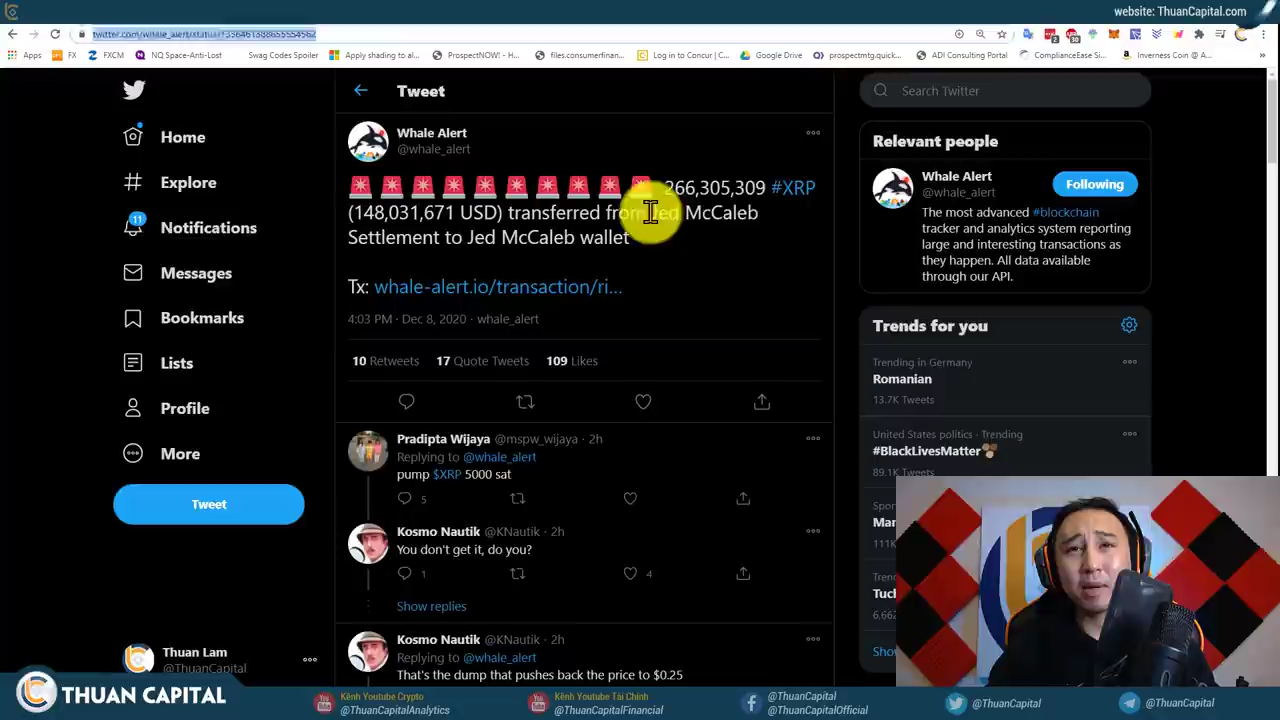 website: ThuanCapital.com
twitter.com/whale_alert/status/1336461388655554562
Apps
FX
FXCM
NQ Space-Anti-Lost
Swag Codes Spoiler
Apply shading to al...
ProspectNOW! - H...
files.consumerfinan...
Log in to Concur | C...
Google Drive
prospectmtg.quick...
ADI Consulting Portal
ComplianceEase Si...
Inverness Coin @ A...
Home
Explore
11
Notifications
Messages
Bookmarks
Lists
Profile
More
Tweet
Thuan Lam
@ThuanCapital
Tweet
Whale Alert
@whale_alert
266,305,309 #XRP
(148,031,671 USD) transferred from Jed McCaleb
Settlement to Jed McCaleb wallet
Tx: whale-alert.io/transaction/ri...
4:03 PM · Dec 8, 2020 · whale_alert
10 Retweets 17 Quote Tweets 109 Likes
Pradipta Wijaya @mspw_wijaya · 2h
Replying to @whale_alert
pump $XRP 5000 sat
5
Kosmo Nautik @KNautik · 2h
You don't get it, do you?
1 4
Show replies
Kosmo Nautik @KNautik · 2h
Replying to @whale_alert
That's the dump that pushes back the price to $0.25
Search Twitter
Relevant people
Whale Alert
@whale_alert
Following
The most advanced #blockchain
tracker and analytics system reporting
large and interesting transactions as
they happen. All data available
through our API.
Trends for you
Trending in Germany
Romanian
13.7K Tweets
United States politics · Trending
#BlackLivesMatter
89.1K Tweets
Spo
Mar
111K
Tren
Tuck
6,662
Show
THUAN CAPITAL
Kênh Youtube Crypto
@ThuanCapitalAnalytics
Kênh Youtube Tài Chính
@ThuanCapitalFinancial
@ThuanCapital
@ThuanCapitalOfficial
@ThuanCapital
@ThuanCapital